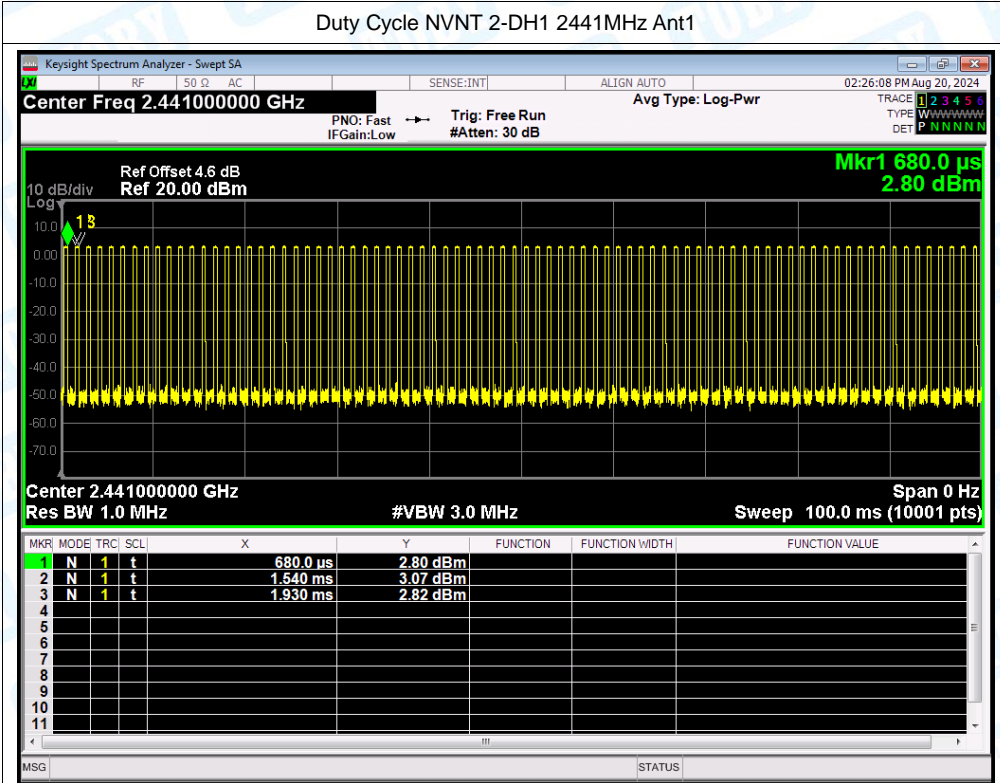 Duty Cycle NVNT 2-DH1 2441MHz Ant1
Keysight Spectrum Analyzer - Swept SA
LXI RF 50 Ω AC SENSE:INT ALIGN AUTO 02:26:08 PM Aug 20, 2024
Center Freq 2.441000000 GHz
PNO: Fast
IFGain:Low
Trig: Free Run
#Atten: 30 dB
Avg Type: Log-Pwr
TRACE 1 2 3 4 5 6
TYPE W W W W W W
DET P N N N N N
Mkr1 680.0 µs
2.80 dBm
Ref Offset 4.6 dB
10 dB/div Ref 20.00 dBm
Log
1 3
10.0
0.00
-10.0
-20.0
-30.0
-40.0
-50.0
-60.0
-70.0
Center 2.441000000 GHz Span 0 Hz
Res BW 1.0 MHz #VBW 3.0 MHz Sweep 100.0 ms (10001 pts)
MKR MODE TRC SCL X Y FUNCTION FUNCTION WIDTH FUNCTION VALUE
1 N 1 t 680.0 µs 2.80 dBm
2 N 1 t 1.540 ms 3.07 dBm
3 N 1 t 1.930 ms 2.82 dBm
4
5
6
7
8
9
10
11
MSG STATUS